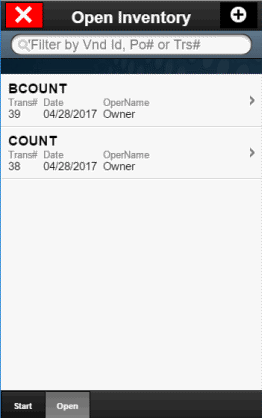 Open Inventory
'Filter by Vnd Id, Po# or Trs#
BCOUNT
Trans# Date OperName
39 04/28/2017 Owner
COUNT
Trans# Date OperName
38 04/28/2017 Owner
Start Open